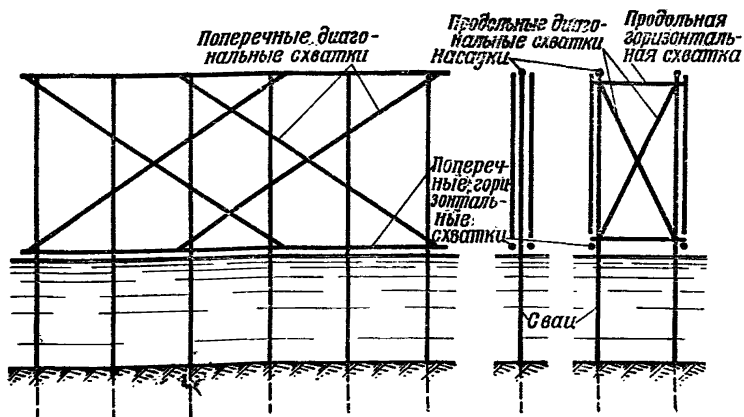 Поперечные диаго-
нальные схватки
Продольные диаго-
нальные схватки
Насадки
Продольная
горизонталь-
ная схватка
Попереч-
ные гори
зонталь-
ные
схватки
Сваи